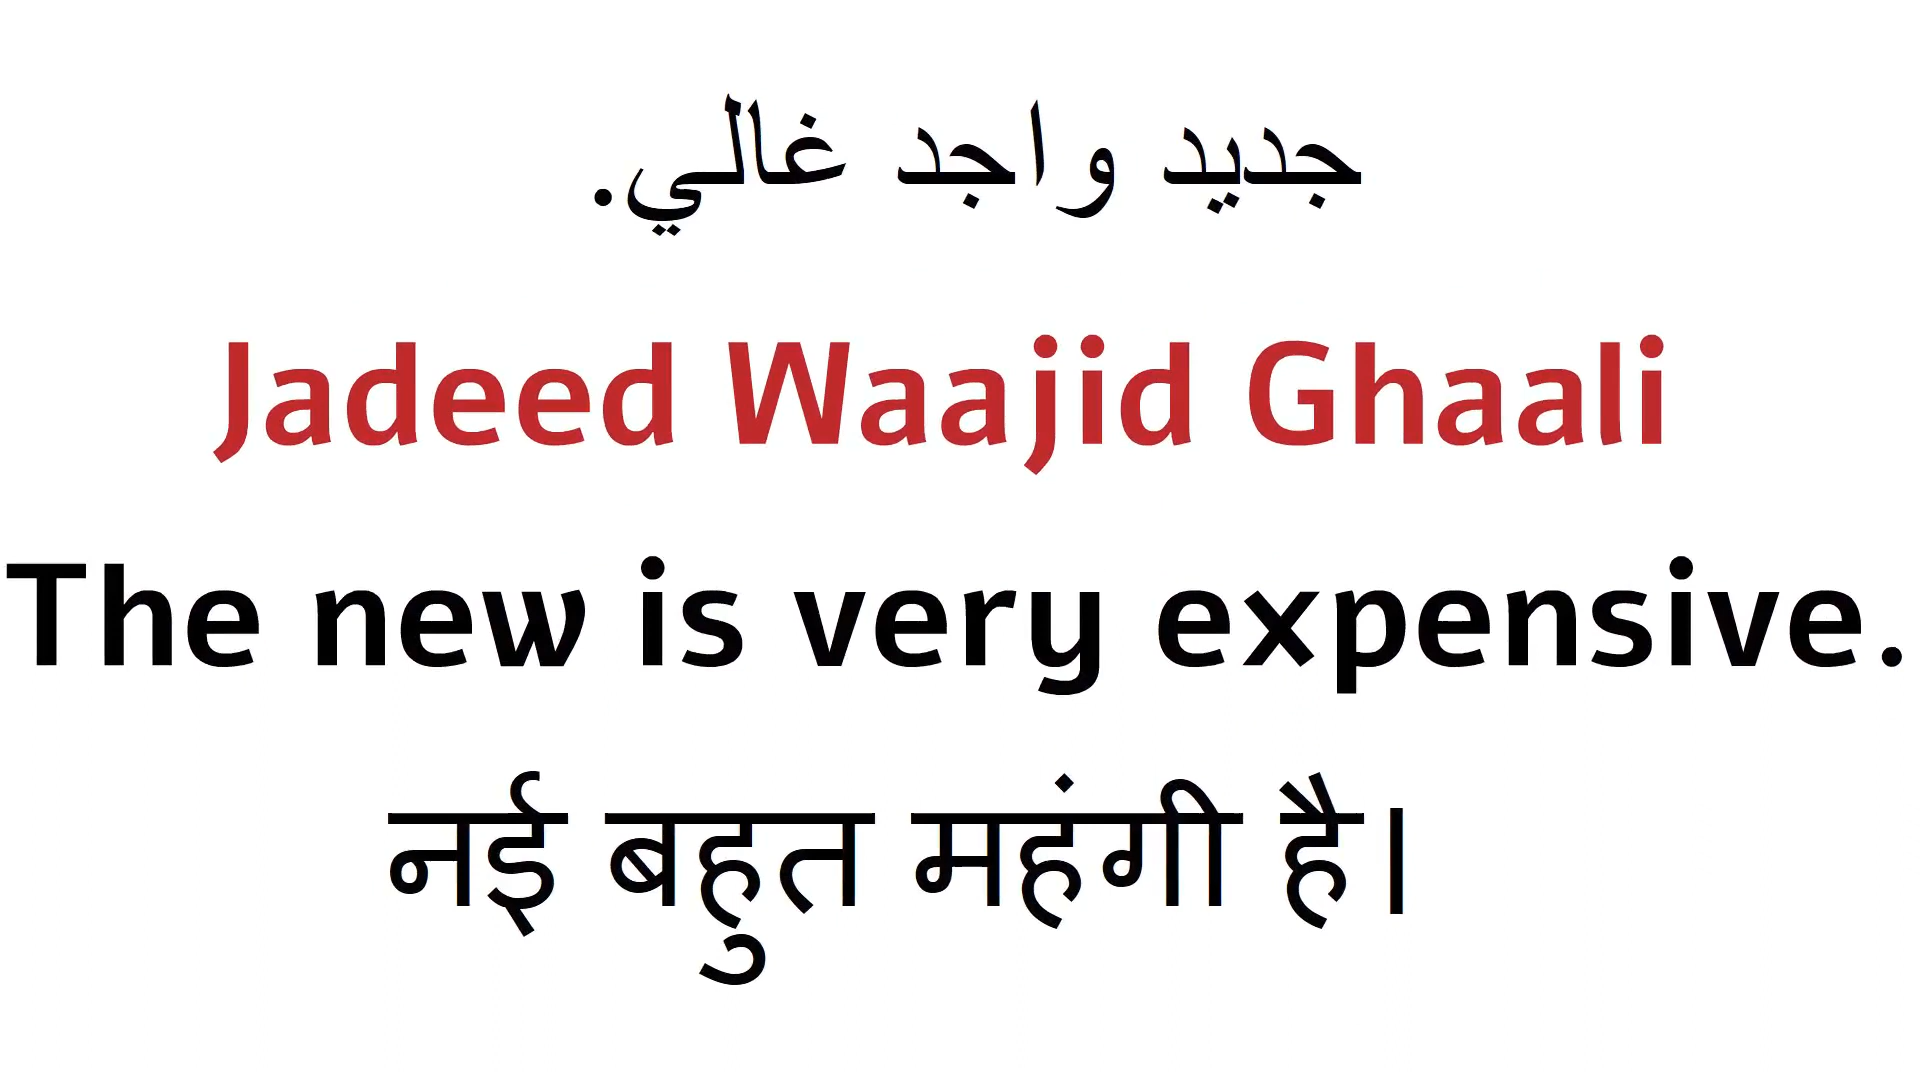 جديد واجد غالي.
Jadeed Waajid Ghaali
The new is very expensive.
नई बहुत महंगी है।